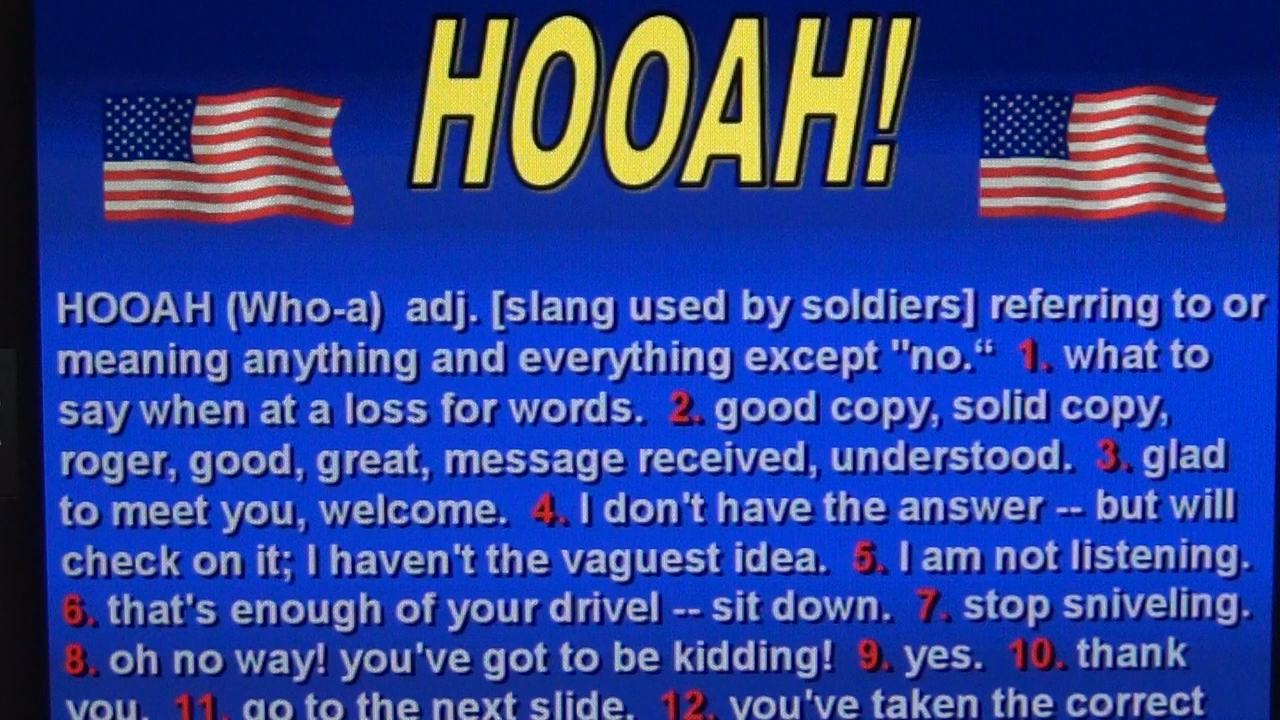 HOOAH!
HOOAH (Who-a) adj. [slang used by soldiers] referring to or
meaning anything and everything except "no.“ 1. what to
say when at a loss for words. 2. good copy, solid copy,
roger, good, great, message received, understood. 3. glad
to meet you, welcome. 4. I don't have the answer -- but will
check on it; I haven't the vaguest idea. 5. I am not listening.
6. that's enough of your drivel -- sit down. 7. stop sniveling.
8. oh no way! you've got to be kidding! 9. yes. 10. thank
you. 11. go to the next slide. 12. you've taken the correct